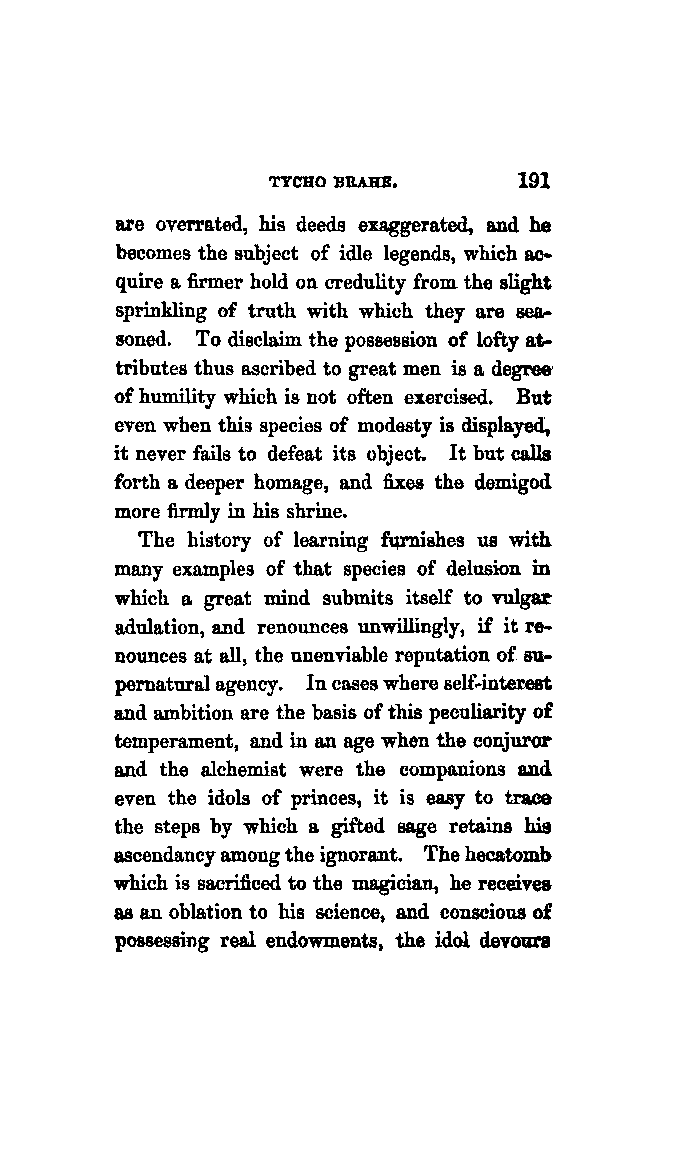 TYCHO BRAHE. 191
are overrated, his deeds exaggerated, and he
becomes the subject of idle legends, which ac-
quire a firmer hold on credulity from the slight
sprinkling of truth with which they are sea-
soned. To disclaim the possession of lofty at-
tributes thus ascribed to great men is a degree
of humility which is not often exercised. But
even when this species of modesty is displayed,
it never fails to defeat its object. It but calls
forth a deeper homage, and fixes the demigod
more firmly in his shrine.
The history of learning furnishes us with
many examples of that species of delusion in
which a great mind submits itself to vulgar
adulation, and renounces unwillingly, if it re-
nounces at all, the unenviable reputation of su-
pernatural agency. In cases where self-interest
and ambition are the basis of this peculiarity of
temperament, and in an age when the conjuror
and the alchemist were the companions and
even the idols of princes, it is easy to trace
the steps by which a gifted sage retains his
ascendancy among the ignorant. The hecatomb
which is sacrificed to the magician, he receives
as an oblation to his science, and conscious of
possessing real endowments, the idol devours